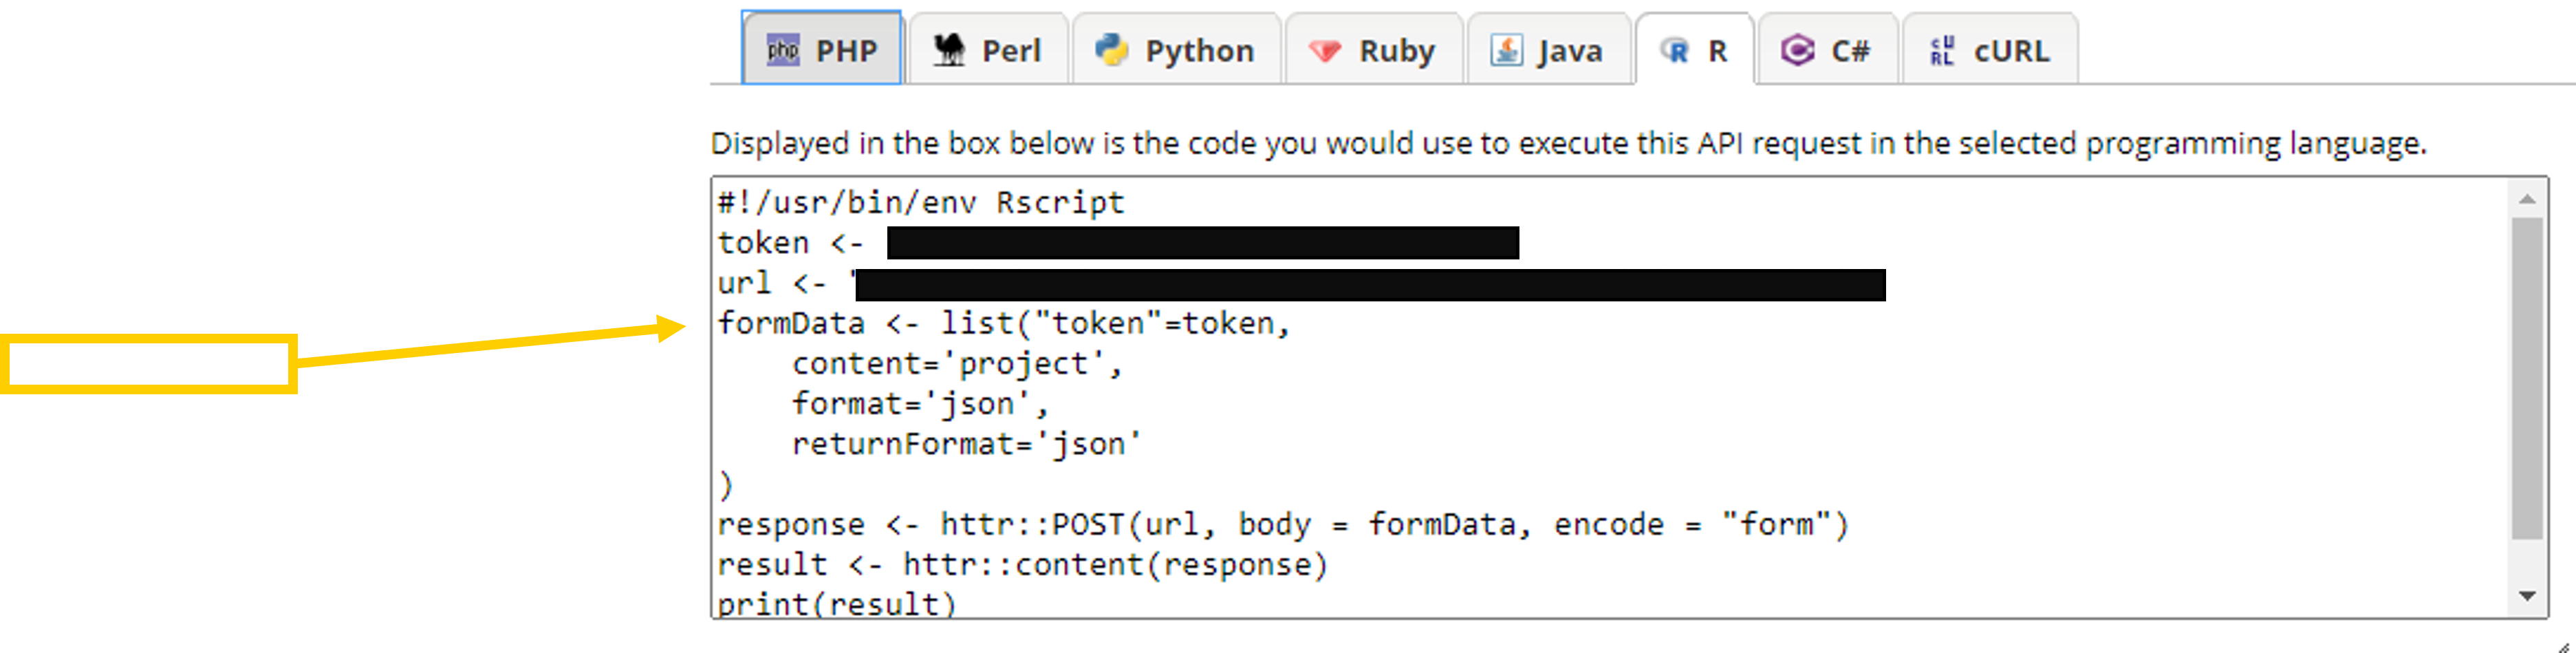 php PHP Perl Python Ruby Java R R C# cURL cURL
Displayed in the box below is the code you would use to execute this API request in the selected programming language.
#!/usr/bin/env Rscript
token <-
url <- '
formData <- list("token"=token,
    content='project',
    format='json',
    returnFormat='json'
)
response <- httr::POST(url, body = formData, encode = "form")
result <- httr::content(response)
print(result)